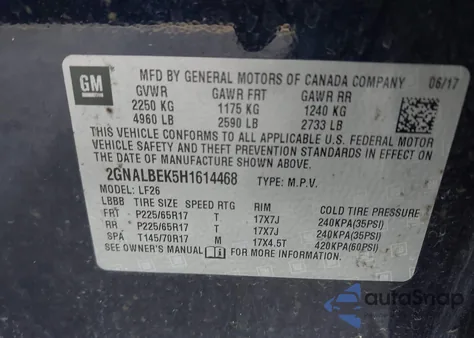 GM
MFD BY GENERAL MOTORS OF CANADA COMPANY 06/17
GVWR GAWR FRT GAWR RR
2250 KG 1175 KG 1240 KG
4960 LB 2590 LB 2733 LB
THIS VEHICLE CONFORMS TO ALL APPLICABLE U.S. FEDERAL MOTOR
VEHICLE SAFETY AND THEFT PREVENTION STANDARDS IN EFFECT ON
THE DATE OF MANUFACTURE SHOWN ABOVE.
2GNALBEK5H1614468 TYPE: M.P.V.
MODEL: LF26
LBBB TIRE SIZE SPEED RTG RIM COLD TIRE PRESSURE
FRT P225/65R17 T 17X7J 240KPA(35PSI)
RR P225/65R17 T 17X7J 240KPA(35PSI)
SPA T145/70R17 M 17X4.5T 420KPA(60PSI)
SEE OWNER'S MANUAL FOR MORE INFORMATION.
autoSnap